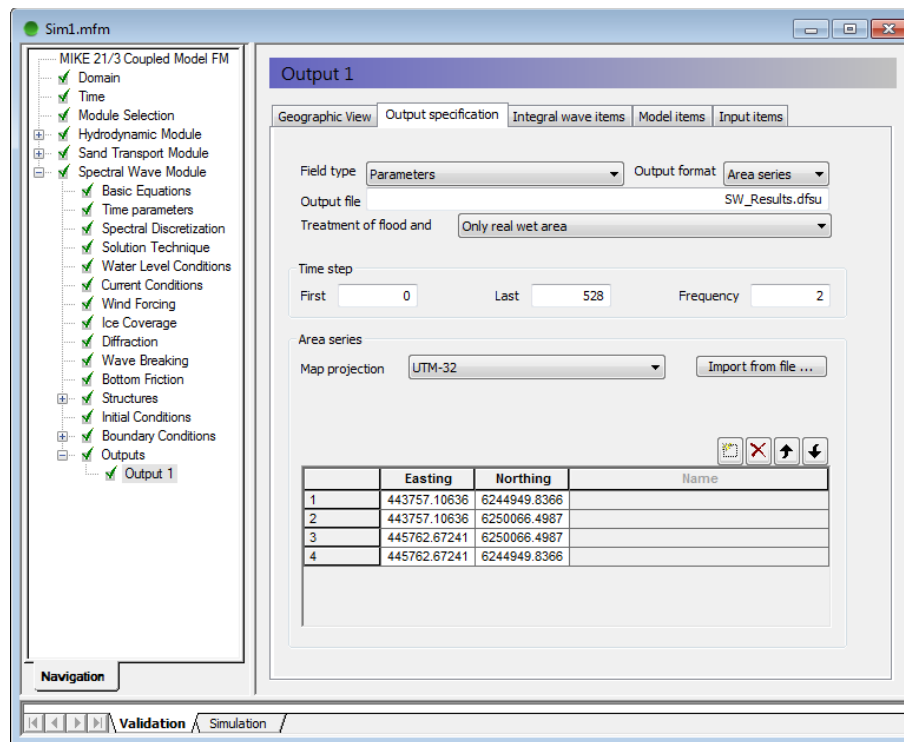 Sim1.mfm
MIKE 21/3 Coupled Model FM
Domain
Time
Module Selection
Hydrodynamic Module
Sand Transport Module
Spectral Wave Module
Basic Equations
Time parameters
Spectral Discretization
Solution Technique
Water Level Conditions
Current Conditions
Wind Forcing
Ice Coverage
Diffraction
Wave Breaking
Bottom Friction
Structures
Initial Conditions
Boundary Conditions
Outputs
Output 1
Navigation
Output 1
Geographic View Output specification Integral wave items Model items Input items
Field type Parameters Output format Area series
Output file SW_Results.dfsu
Treatment of flood and Only real wet area
Time step
First 0 Last 528 Frequency 2
Area series
Map projection UTM-32 Import from file ...
Easting Northing Name
1 443757.10636 6244949.8366
2 443757.10636 6250066.4987
3 445762.67241 6250066.4987
4 445762.67241 6244949.8366
Validation Simulation